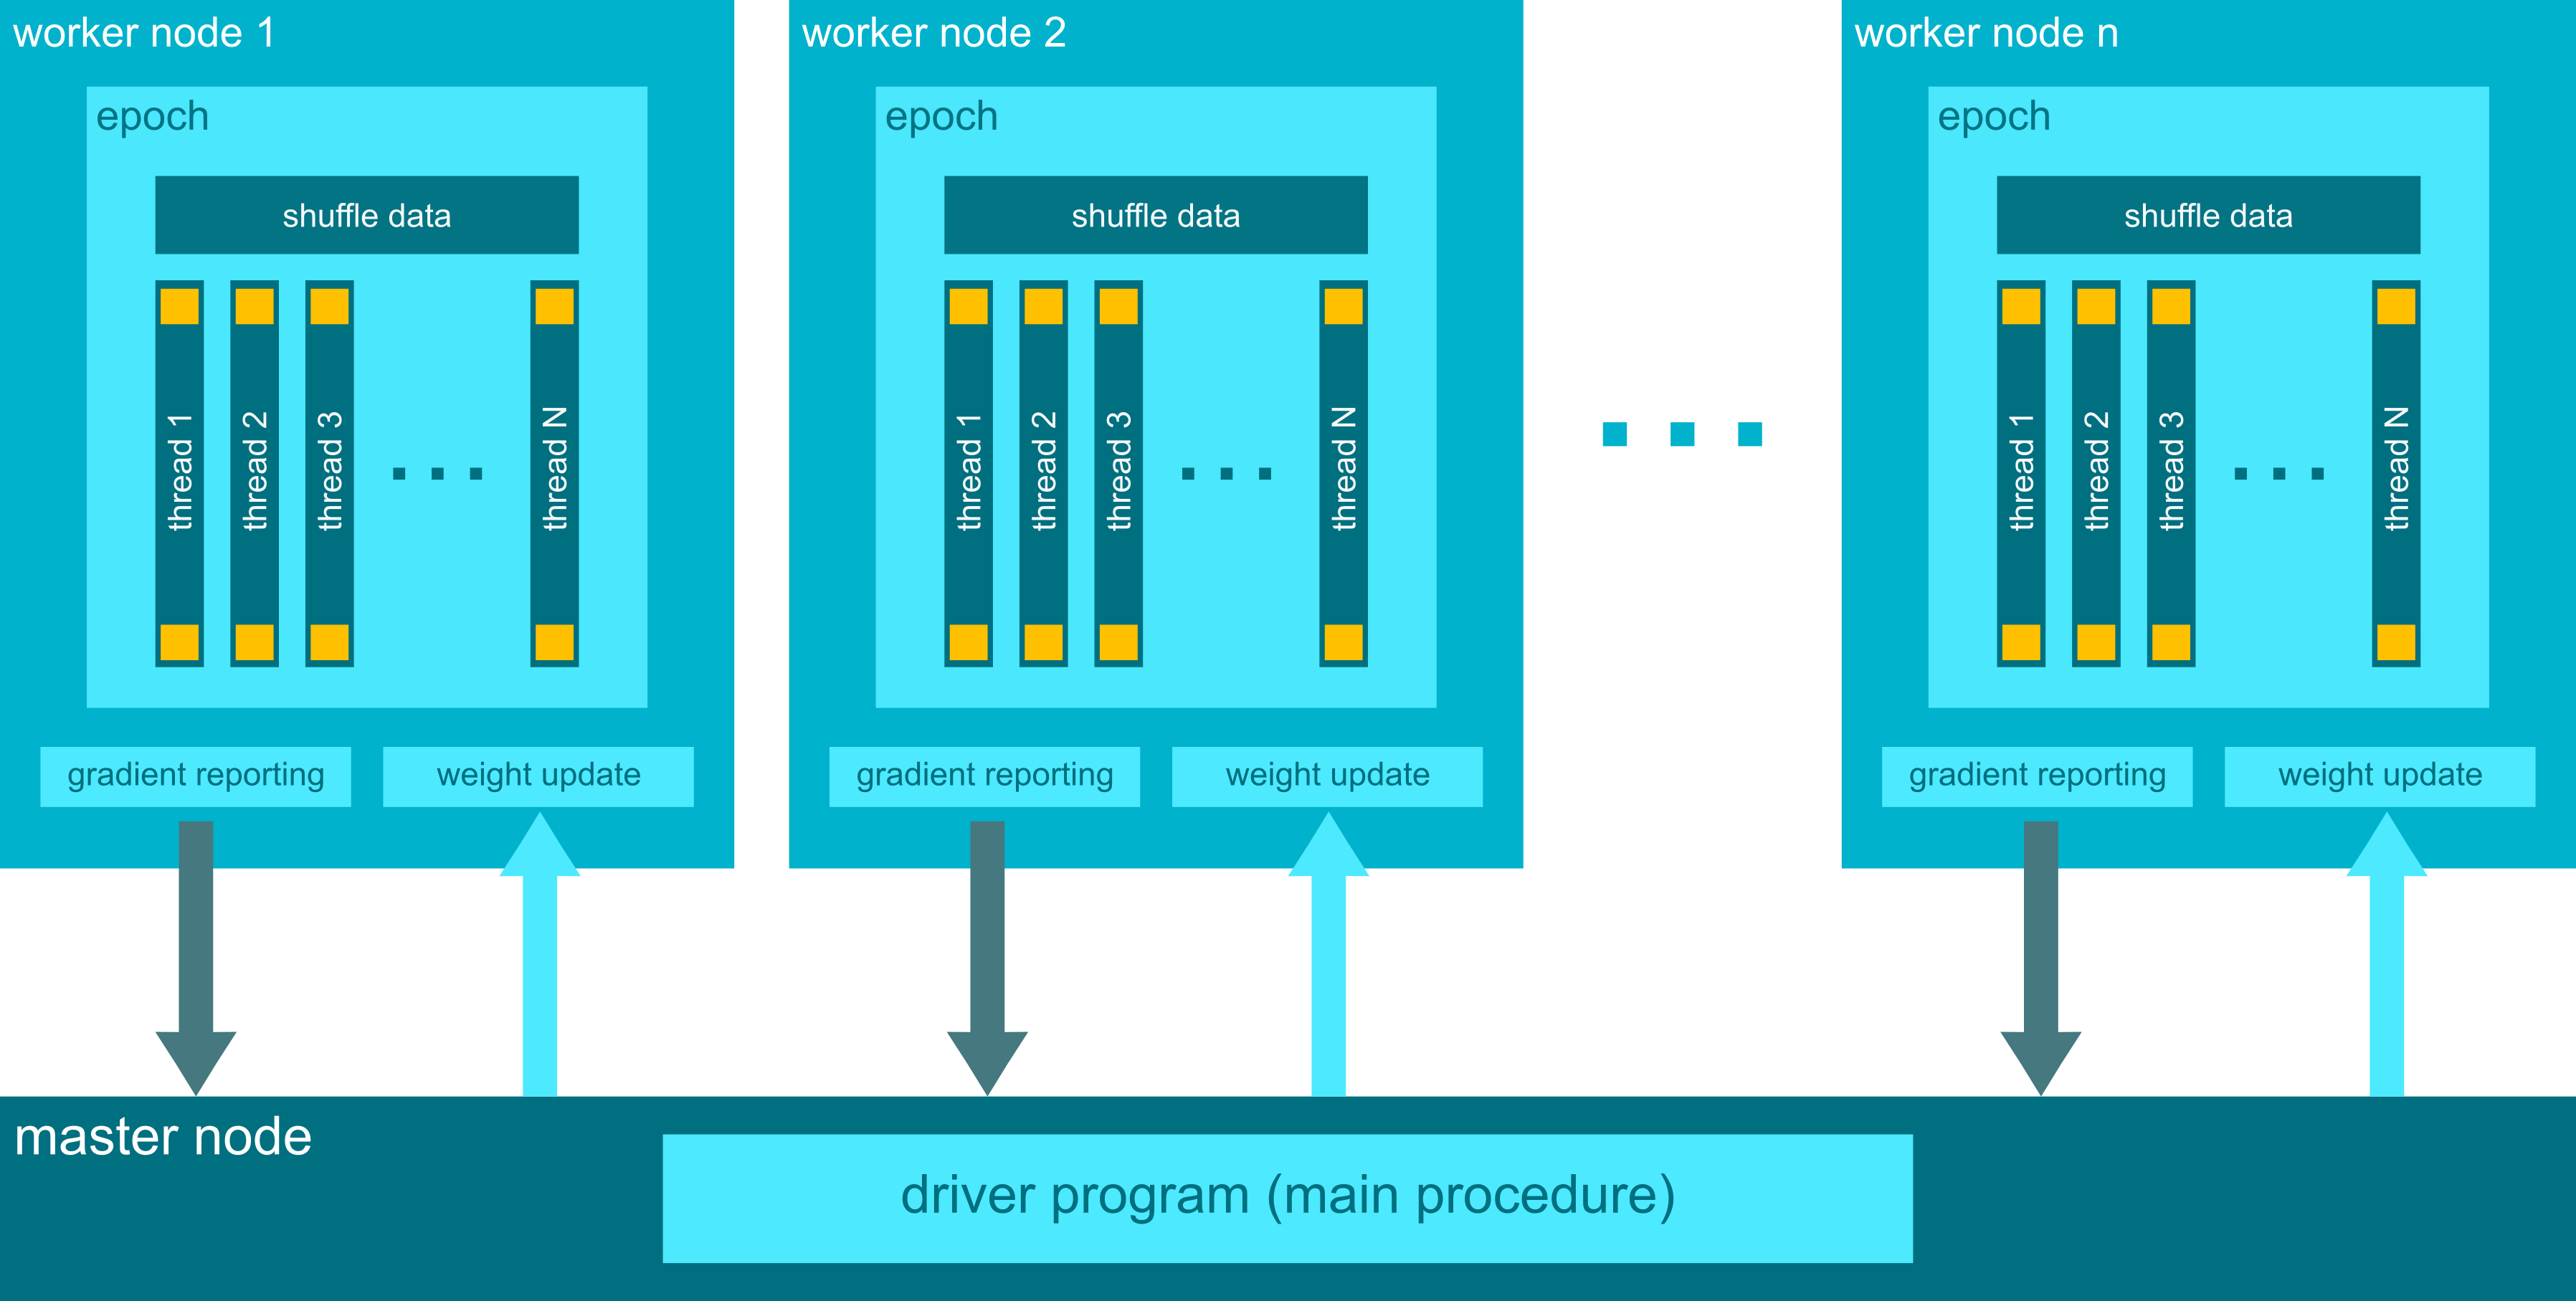 worker node 1
epoch
shuffle data
thread 1
thread 2
thread 3
thread N
gradient reporting
weight update
worker node 2
epoch
shuffle data
thread 1
thread 2
thread 3
thread N
gradient reporting
weight update
worker node n
epoch
shuffle data
thread 1
thread 2
thread 3
thread N
gradient reporting
weight update
master node
driver program (main procedure)